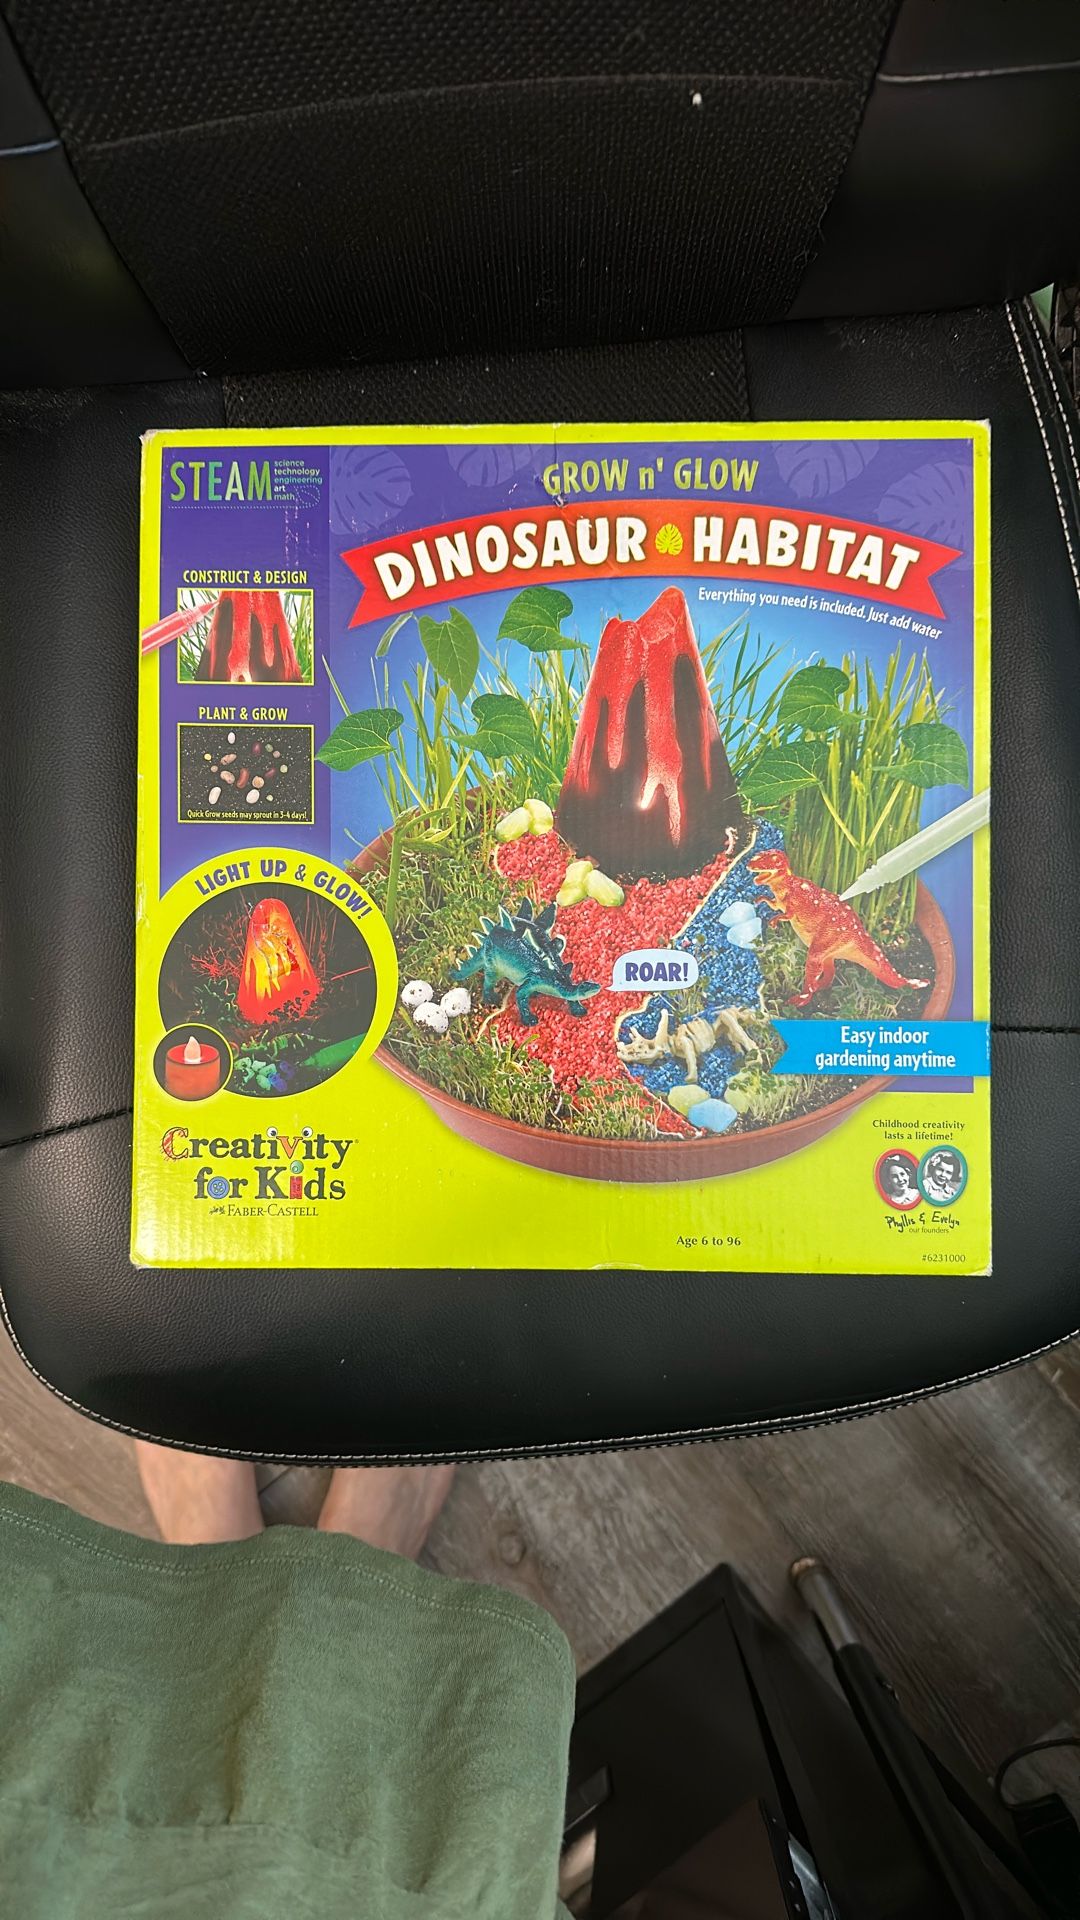 STEAM
science
technology
engineering
art
math
GROW n' GLOW
DINOSAUR HABITAT
Everything you need is included. Just add water
CONSTRUCT & DESIGN
PLANT & GROW
Quick Grow seeds may sprout in 3-4 days!
LIGHT UP & GLOW!
ROAR!
Easy indoor
gardening anytime
Creativity
for Kids
FABER-CASTELL
Childhood creativity
lasts a lifetime!
Phyllis & Evelyn
our founders
Age 6 to 96
#6231000